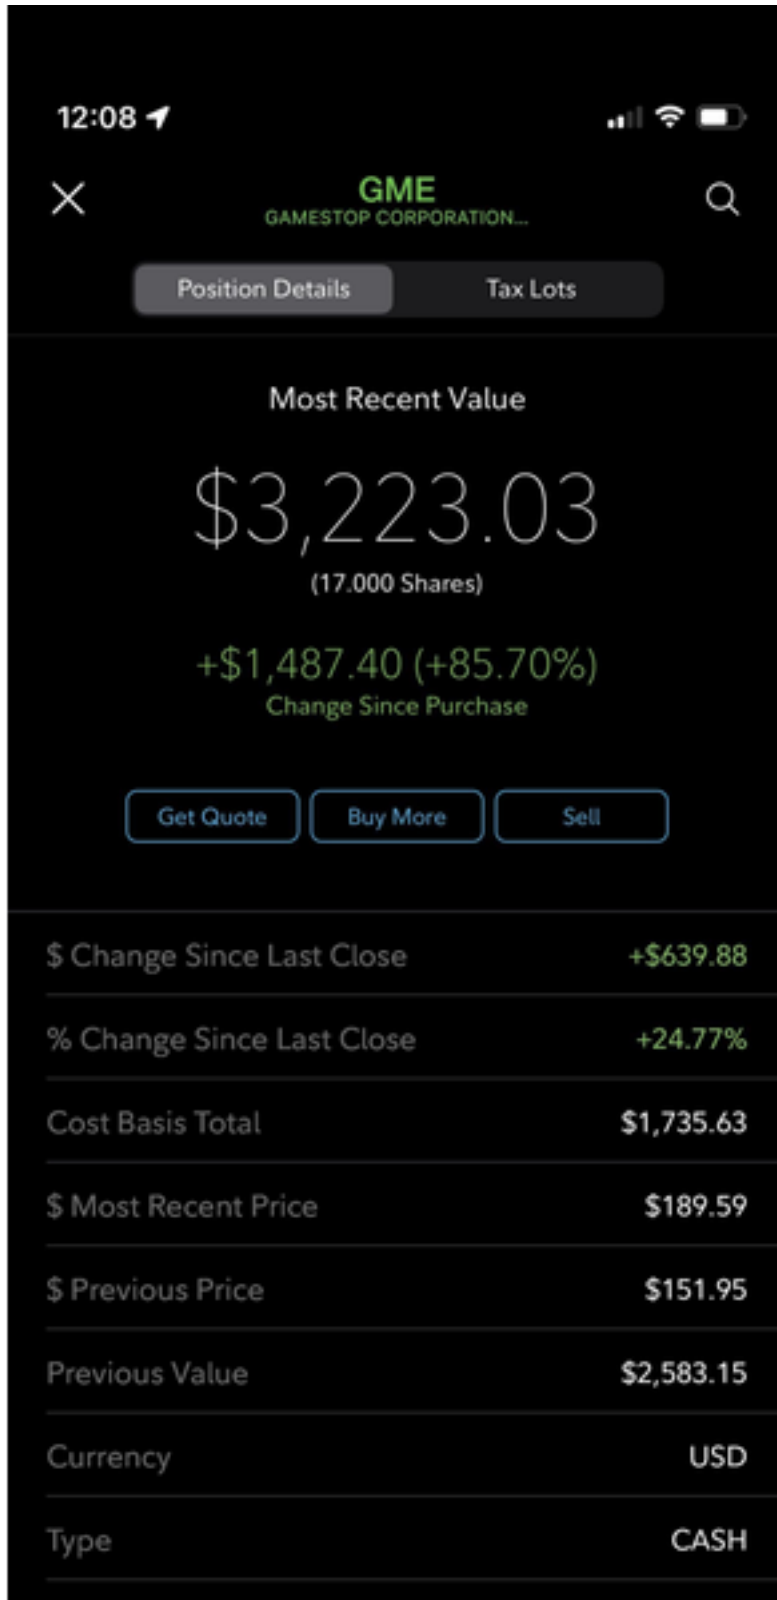 12:08
GME
GAMESTOP CORPORATION...
Position Details Tax Lots
Most Recent Value
$3,223.03
(17.000 Shares)
+$1,487.40 (+85.70%)
Change Since Purchase
Get Quote Buy More Sell
$ Change Since Last Close +$639.88
% Change Since Last Close +24.77%
Cost Basis Total $1,735.63
$ Most Recent Price $189.59
$ Previous Price $151.95
Previous Value $2,583.15
Currency USD
Type CASH